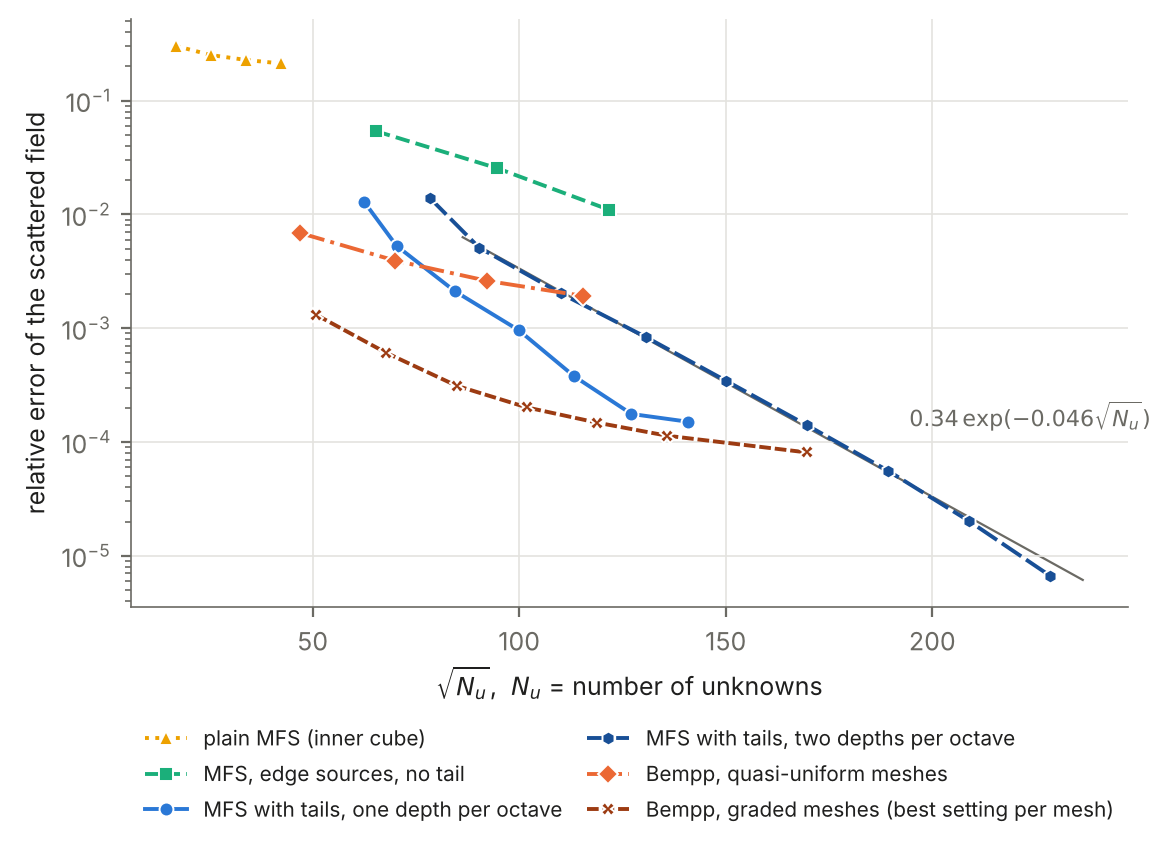 relative error of the scattered field
10⁻¹
10⁻²
10⁻³
10⁻⁴
10⁻⁵
0.34 exp(−0.046√Nᵤ)
50 100 150 200
√Nᵤ, Nᵤ = number of unknowns
plain MFS (inner cube)
MFS, edge sources, no tail
MFS with tails, one depth per octave
MFS with tails, two depths per octave
Bempp, quasi-uniform meshes
Bempp, graded meshes (best setting per mesh)